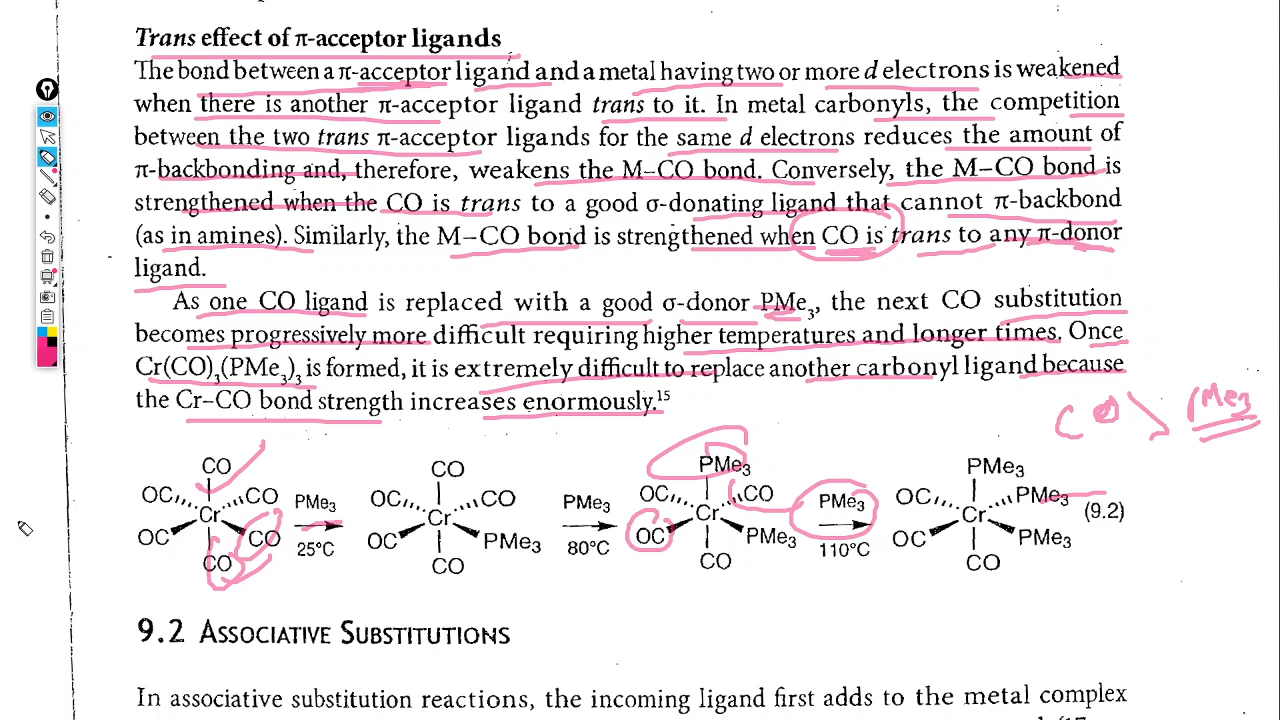 Trans effect of π-acceptor ligands
The bond between a π-acceptor ligand and a metal having two or more d electrons is weakened
when there is another π-acceptor ligand trans to it. In metal carbonyls, the competition
between the two trans π-acceptor ligands for the same d electrons reduces the amount of
π-backbonding and, therefore, weakens the M–CO bond. Conversely, the M–CO bond is
strengthened when the CO is trans to a good σ-donating ligand that cannot π-backbond
(as in amines). Similarly, the M–CO bond is strengthened when CO is trans to any π-donor
ligand.
As one CO ligand is replaced with a good σ-donor PMe₃, the next CO substitution
becomes progressively more difficult requiring higher temperatures and longer times. Once
Cr(CO)₃(PMe₃)₃ is formed, it is extremely difficult to replace another carbonyl ligand because
the Cr–CO bond strength increases enormously.¹⁵
CO > PMe3
CO CO PMe₃ PMe₃
OC CO PMe₃ OC CO PMe₃ OC CO PMe₃ OC PMe₃
Cr Cr Cr Cr (9.2)
OC CO 25°C OC PMe₃ 80°C OC PMe₃ 110°C OC PMe₃
CO CO CO CO
9.2 ASSOCIATIVE SUBSTITUTIONS
In associative substitution reactions, the incoming ligand first adds to the metal complex